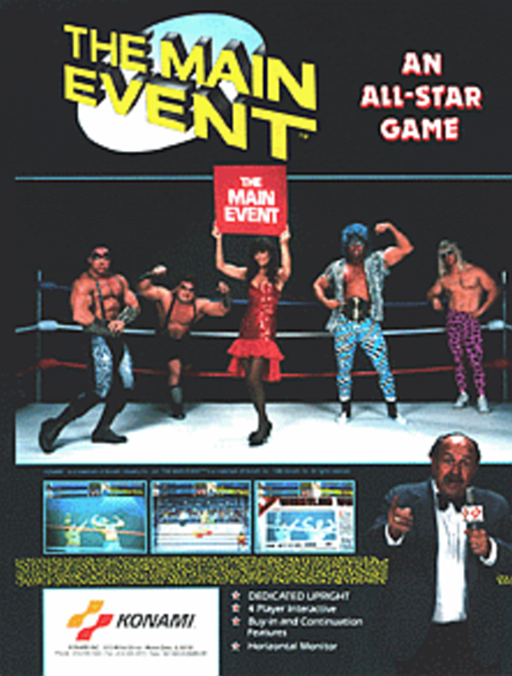 THE MAIN
EVENT
™
AN
ALL-STAR
GAME
THE
MAIN
EVENT
KONAMI
DEDICATED UPRIGHT
4 Player Interactive
Buy-in and Continuation
Features
Horizontal Monitor